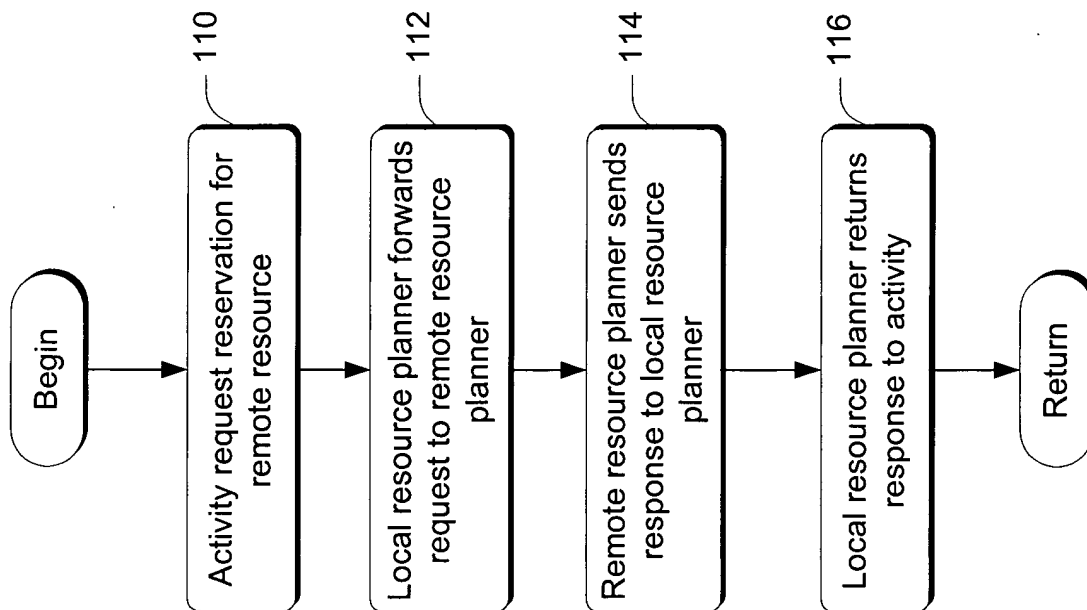 Begin
Activity request reservation for
remote resource
110
Local resource planner forwards
request to remote resource
planner
112
Remote resource planner sends
response to local resource
planner
114
Local resource planner returns
response to activity
116
Return